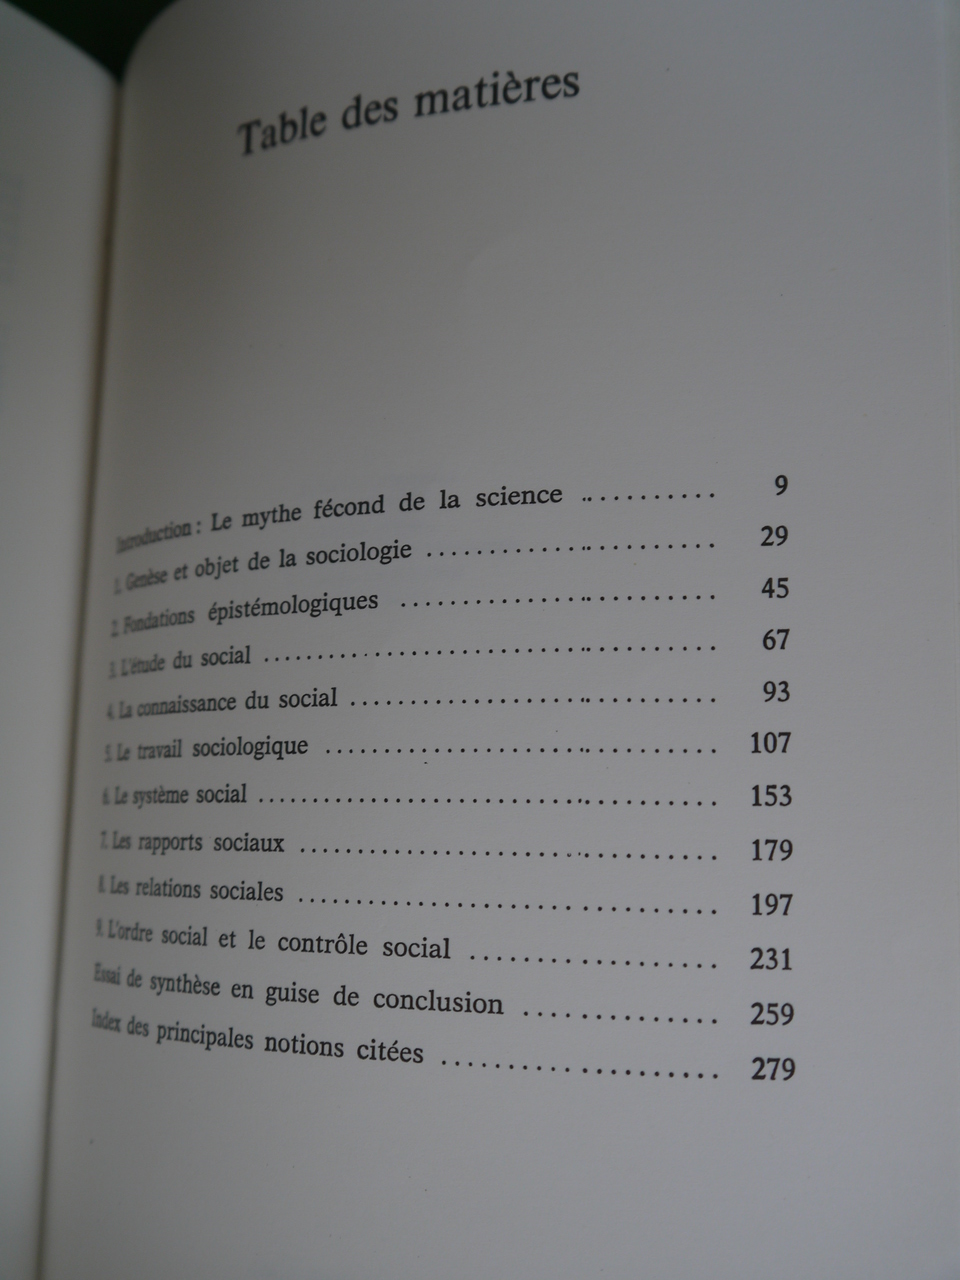 Table des matières
Introduction : Le mythe fécond de la science .. . . . . . . . . . 9
1. Genèse et objet de la sociologie . . . . . . . . . . . . . .. . . . . . . . . . . 29
2. Fondations épistémologiques . . . . . . . . . . . . . . . .. . . . . . . . . . . 45
3. L'étude du social . . . . . . . . . . . . . . . . . . . . . . . . . .. . . . . . . . . . . 67
4. La connaissance du social . . . . . . . . . . . . . . . . . . .. . . . . . . . . . . 93
5. Le travail sociologique . . . . . . . . . . . . . . . . . . . . .. . . . . . . . . . . 107
6. Le système social . . . . . . . . . . . . . . . . . . . . . . . . . .. . . . . . . . . . . 153
7. Les rapports sociaux . . . . . . . . . . . . . . . . . . . . . . .. . . . . . . . . . . 179
8. Les relations sociales . . . . . . . . . . . . . . . . . . . . . . . . . . . . . . . . . 197
9. L'ordre social et le contrôle social . . . . . . . . . . . . . . . . . . . 231
Essai de synthèse en guise de conclusion . . . . . . . . . . . . . . . 259
Index des principales notions citées . . . . . . . . . . . . . . . . . . . . . 279